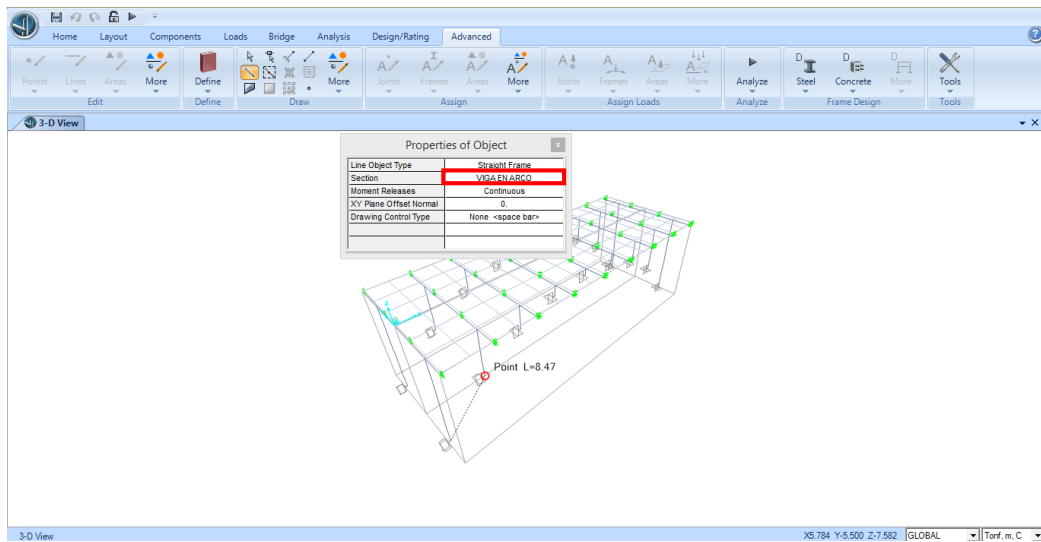 Home Layout Components Loads Bridge Analysis Design/Rating Advanced
Points Lines Areas More Define More Joints Frames Areas More Joints Frames Areas More Analyze Steel Concrete More Tools
Edit Define Draw Assign Assign Loads Analyze Frame Design Tools
3-D View
Properties of Object
Line Object Type Straight Frame
Section VIGA EN ARCO
Moment Releases Continuous
XY Plane Offset Normal 0.
Drawing Control Type None <space bar>
Point L=8.47
3-D View X5.784 Y-5.500 Z-7.582 GLOBAL Tonf, m, C